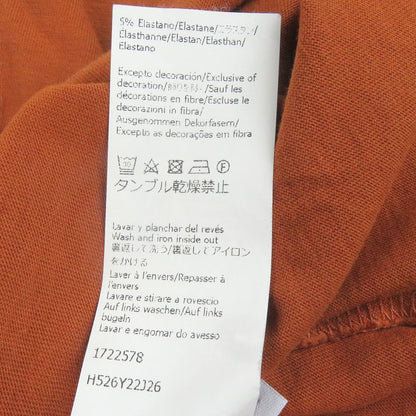 5% Elastano/Elastane/エラスタン/
Élasthanne/Elastan/Elasthan/
Elastano
Excepto decoración/Exclusive of
decoration/装飾部分を除く/Sauf les
décorations en fibre/Escluse le
decorazioni in fibra/
Ausgenommen Dekorfasern/
Excepto as decorações em fibra
30
F
タンブル乾燥禁止
Lavar y planchar del revés
Wash and iron inside out
裏返して洗う/裏返してアイロン
をかける
Laver à l'envers/Repasser à
l'envers
Lavare e stirare a rovescio
Auf links waschen/Auf links
bugeln
Lavar e engomar do avesso
1722578
H526Y22J26